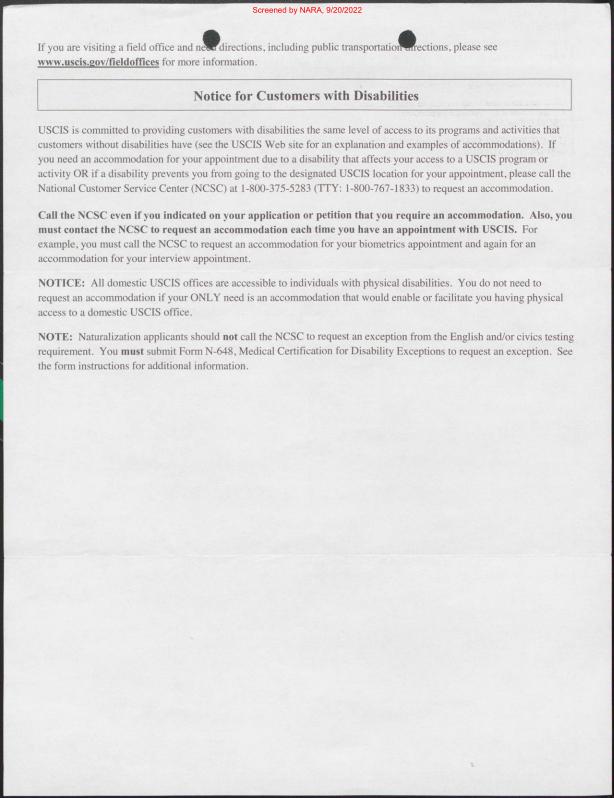 Screened by NARA, 9/20/2022
If you are visiting a field office and need directions, including public transportation directions, please see
www.uscis.gov/fieldoffices for more information.
Notice for Customers with Disabilities
USCIS is committed to providing customers with disabilities the same level of access to its programs and activities that
customers without disabilities have (see the USCIS Web site for an explanation and examples of accommodations). If
you need an accommodation for your appointment due to a disability that affects your access to a USCIS program or
activity OR if a disability prevents you from going to the designated USCIS location for your appointment, please call the
National Customer Service Center (NCSC) at 1-800-375-5283 (TTY: 1-800-767-1833) to request an accommodation.
Call the NCSC even if you indicated on your application or petition that you require an accommodation. Also, you
must contact the NCSC to request an accommodation each time you have an appointment with USCIS. For
example, you must call the NCSC to request an accommodation for your biometrics appointment and again for an
accommodation for your interview appointment.
NOTICE: All domestic USCIS offices are accessible to individuals with physical disabilities. You do not need to
request an accommodation if your ONLY need is an accommodation that would enable or facilitate you having physical
access to a domestic USCIS office.
NOTE: Naturalization applicants should not call the NCSC to request an exception from the English and/or civics testing
requirement. You must submit Form N-648, Medical Certification for Disability Exceptions to request an exception. See
the form instructions for additional information.